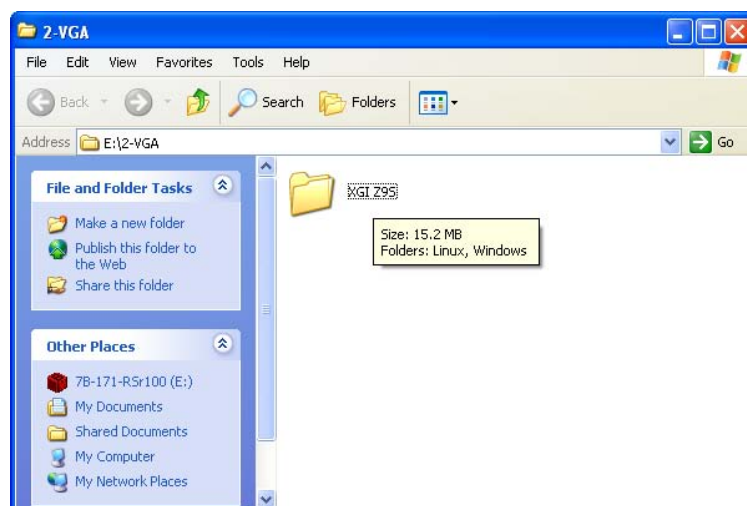 2-VGA
File Edit View Favorites Tools Help
Back Search Folders
Address E:\2-VGA Go
File and Folder Tasks
Make a new folder
Publish this folder to
the Web
Share this folder
Other Places
7B-171-RSr100 (E:)
My Documents
Shared Documents
My Computer
My Network Places
XGI Z9S
Size: 15.2 MB
Folders: Linux, Windows